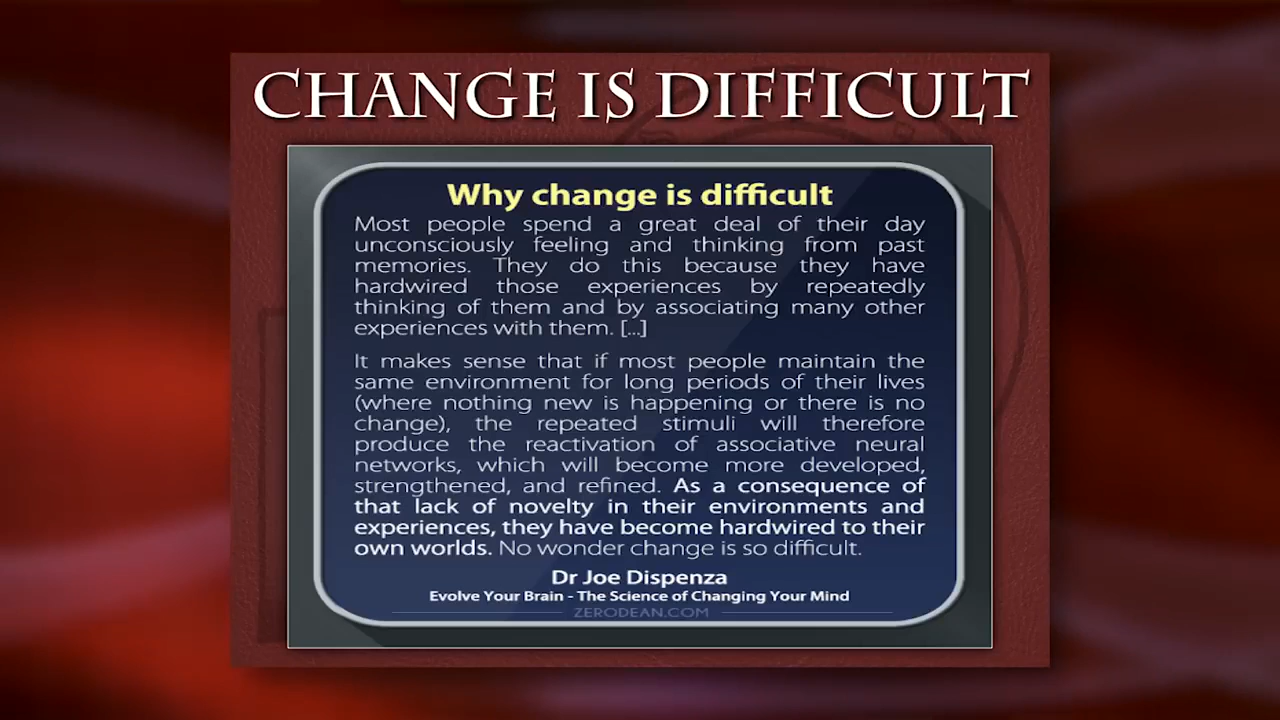 CHANGE IS DIFFICULT
Why change is difficult
Most people spend a great deal of their day
unconsciously feeling and thinking from past
memories. They do this because they have
hardwired those experiences by repeatedly
thinking of them and by associating many other
experiences with them. [...]
It makes sense that if most people maintain the
same environment for long periods of their lives
(where nothing new is happening or there is no
change), the repeated stimuli will therefore
produce the reactivation of associative neural
networks, which will become more developed,
strengthened, and refined. As a consequence of
that lack of novelty in their environments and
experiences, they have become hardwired to their
own worlds. No wonder change is so difficult.
Dr Joe Dispenza
Evolve Your Brain - The Science of Changing Your Mind
ZERODEAN.COM